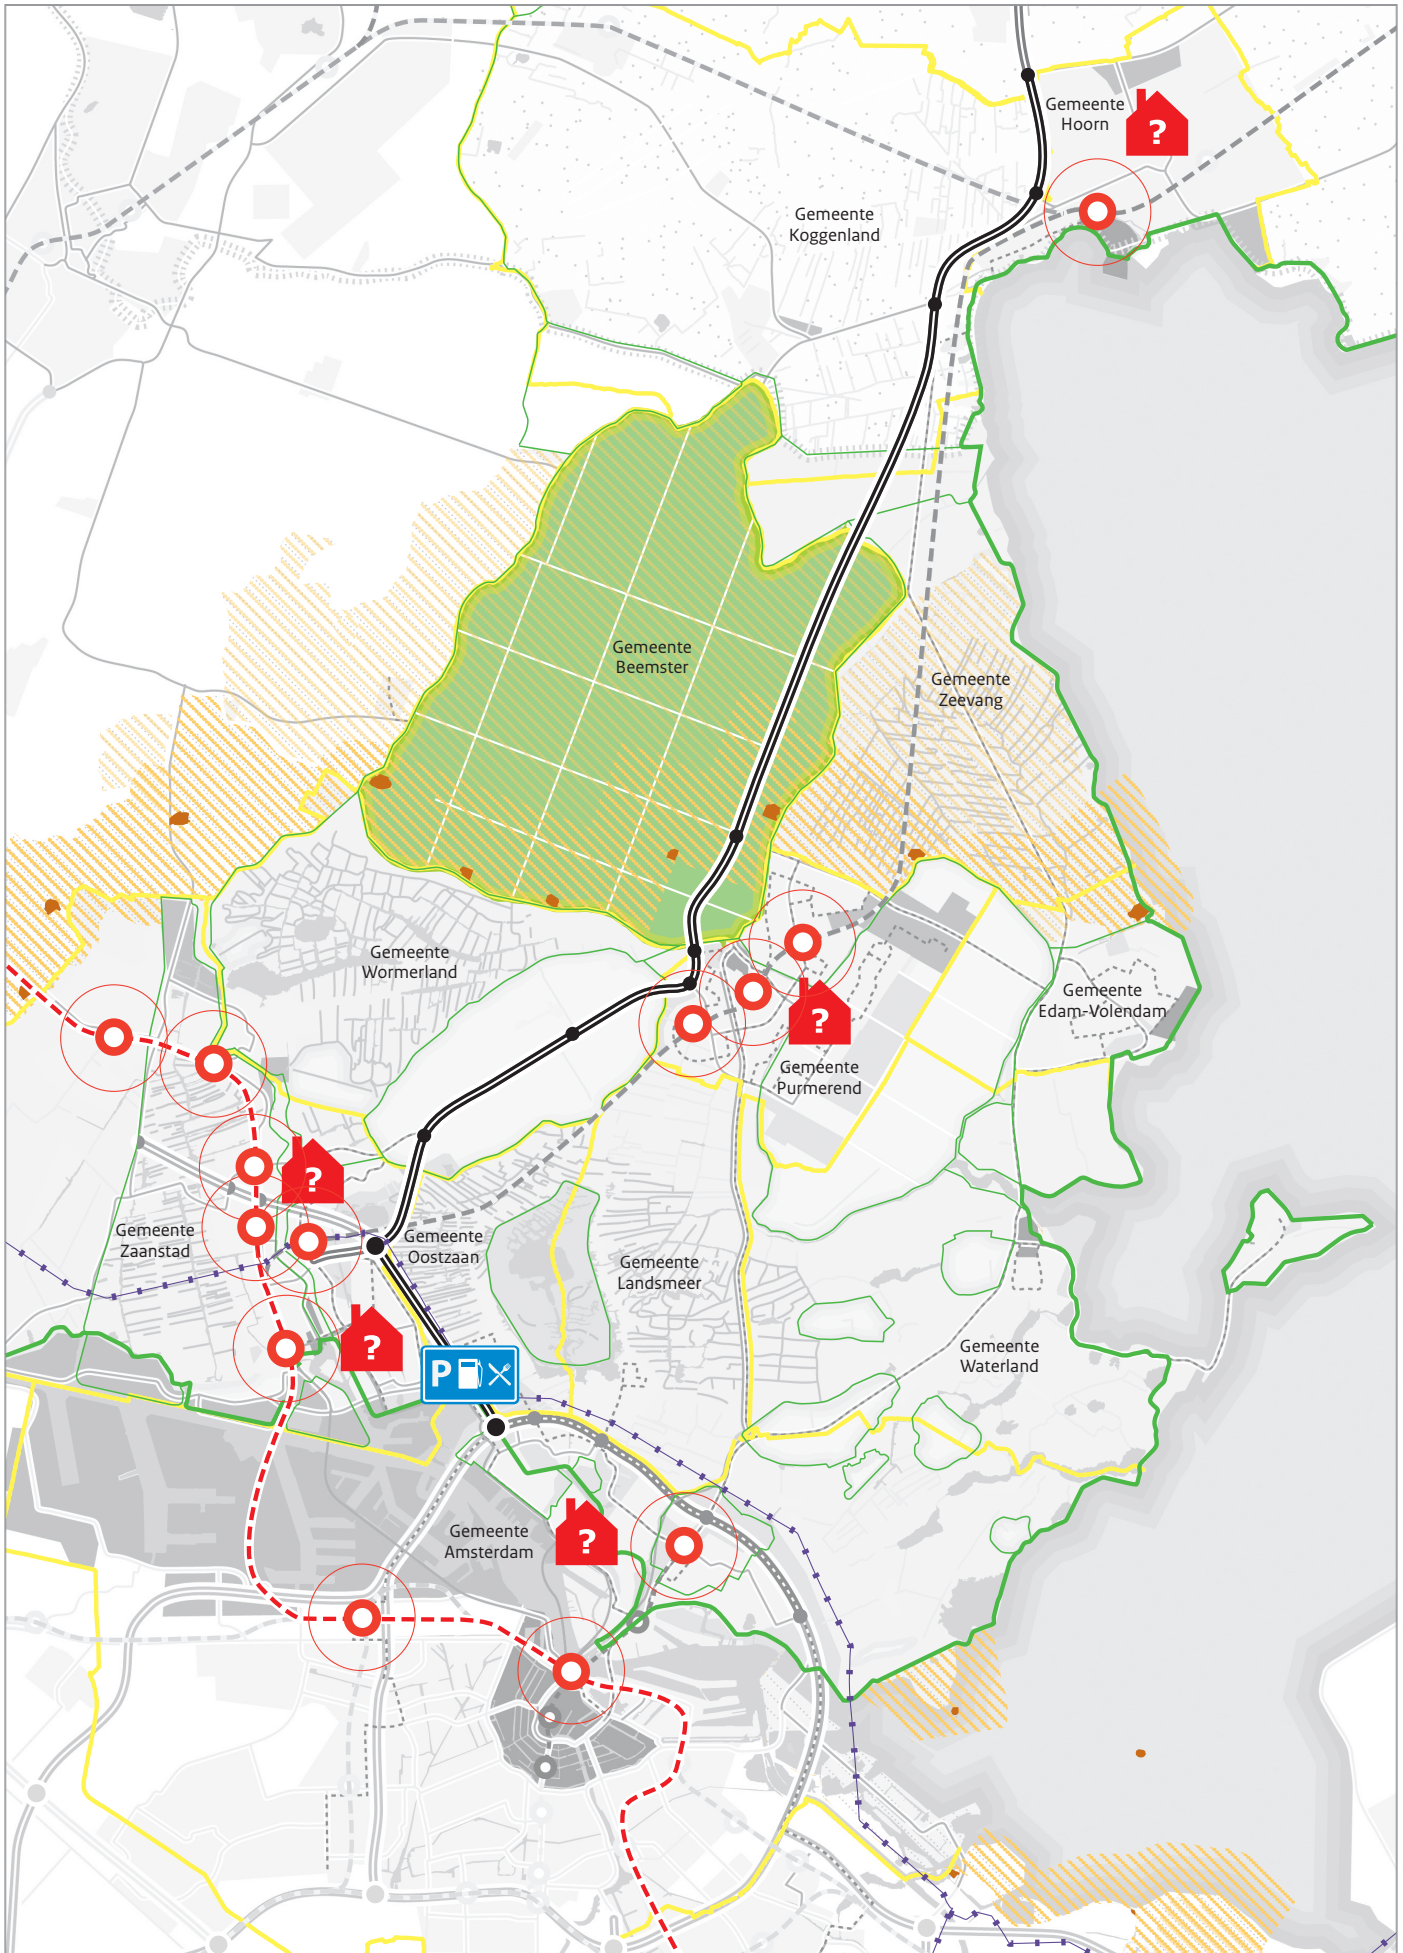 Gemeente
Hoorn
?
Gemeente
Koggenland
Gemeente
Beemster
Gemeente
Zeevang
Gemeente
Wormerland
Gemeente
Edam-Volendam
?
Gemeente
Purmerend
?
Gemeente
Zaanstad
Gemeente
Oostzaan
Gemeente
Landsmeer
?
Gemeente
Waterland
P
Gemeente
Amsterdam
?